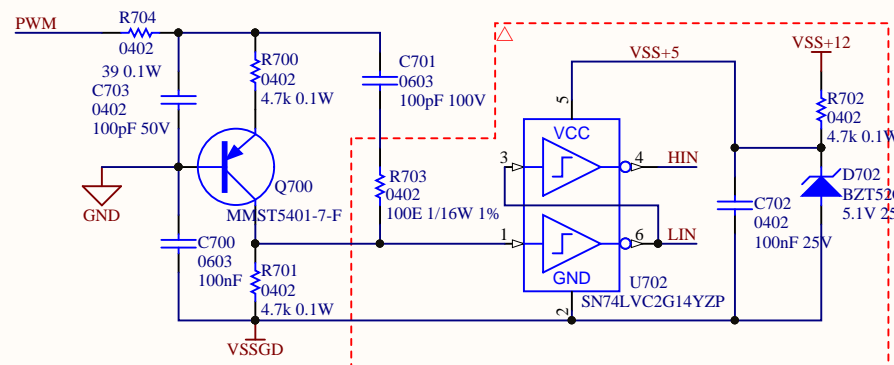 PWM
R704
0402
39 0.1W
C703
0402
100pF 50V
R700
0402
4.7k 0.1W
C701
0603
100pF 100V
GND
Q700
MMST5401-7-F
R703
0402
100E 1/16W 1%
C700
0603
100nF
R701
0402
4.7k 0.1W
VSSGD
VSS+5
5
VCC
3
4
HIN
1
6
LIN
GND
2
U702
SN74LVC2G14YZP
C702
0402
100nF 25V
VSS+12
R702
0402
4.7k 0.1W
D702
BZT52
5.1V 25